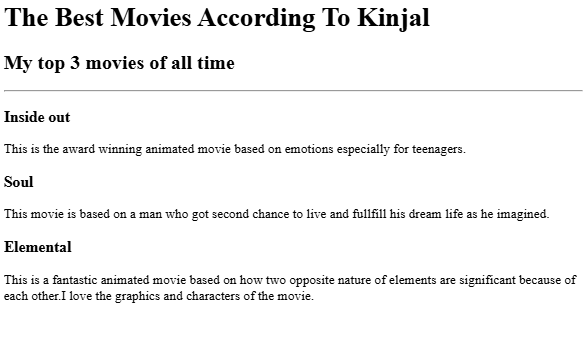 The Best Movies According To Kinjal
My top 3 movies of all time
Inside out
This is the award winning animated movie based on emotions especially for teenagers.
Soul
This movie is based on a man who got second chance to live and fullfill his dream life as he imagined.
Elemental
This is a fantastic animated movie based on how two opposite nature of elements are significant because of
each other.I love the graphics and characters of the movie.